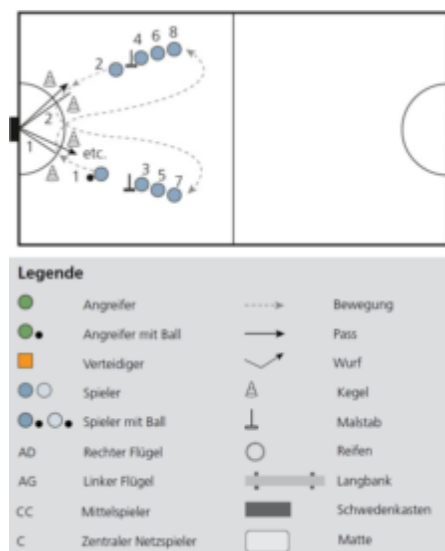 4 6 8
2
2
1
etc.
1
3 5 7
Legende
Angreifer
Bewegung
Angreifer mit Ball
Pass
Verteidiger
Wurf
Spieler
Kegel
Spieler mit Ball
Malstab
AD Rechter Flügel
Reifen
AG Linker Flügel
Langbank
CC Mittelspieler
Schwedenkasten
C Zentraler Netzspieler
Matte